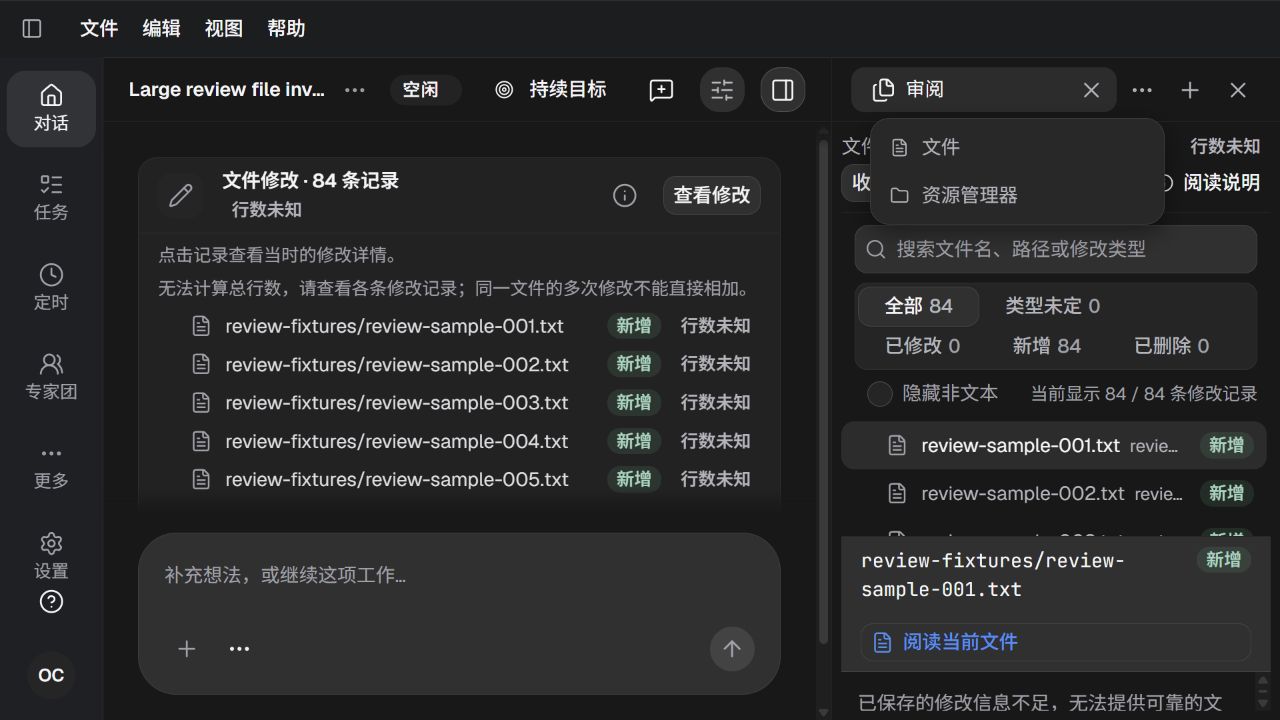 文件 编辑 视图 帮助
对话
任务
定时
专家团
更多
设置
OC
Large review file inv... 空闲 持续目标
文件修改 · 84 条记录
行数未知
查看修改
点击记录查看当时的修改详情。
无法计算总行数，请查看各条修改记录；同一文件的多次修改不能直接相加。
review-fixtures/review-sample-001.txt 新增 行数未知
review-fixtures/review-sample-002.txt 新增 行数未知
review-fixtures/review-sample-003.txt 新增 行数未知
review-fixtures/review-sample-004.txt 新增 行数未知
review-fixtures/review-sample-005.txt 新增 行数未知
补充想法，或继续这项工作...
审阅
文件
资源管理器
行数未知
阅读说明
搜索文件名、路径或修改类型
全部 84 类型未定 0
已修改 0 新增 84 已删除 0
隐藏非文本 当前显示 84 / 84 条修改记录
review-sample-001.txt revie... 新增
review-sample-002.txt revie... 新增
review-fixtures/review-
sample-001.txt
新增
阅读当前文件
已保存的修改信息不足，无法提供可靠的文